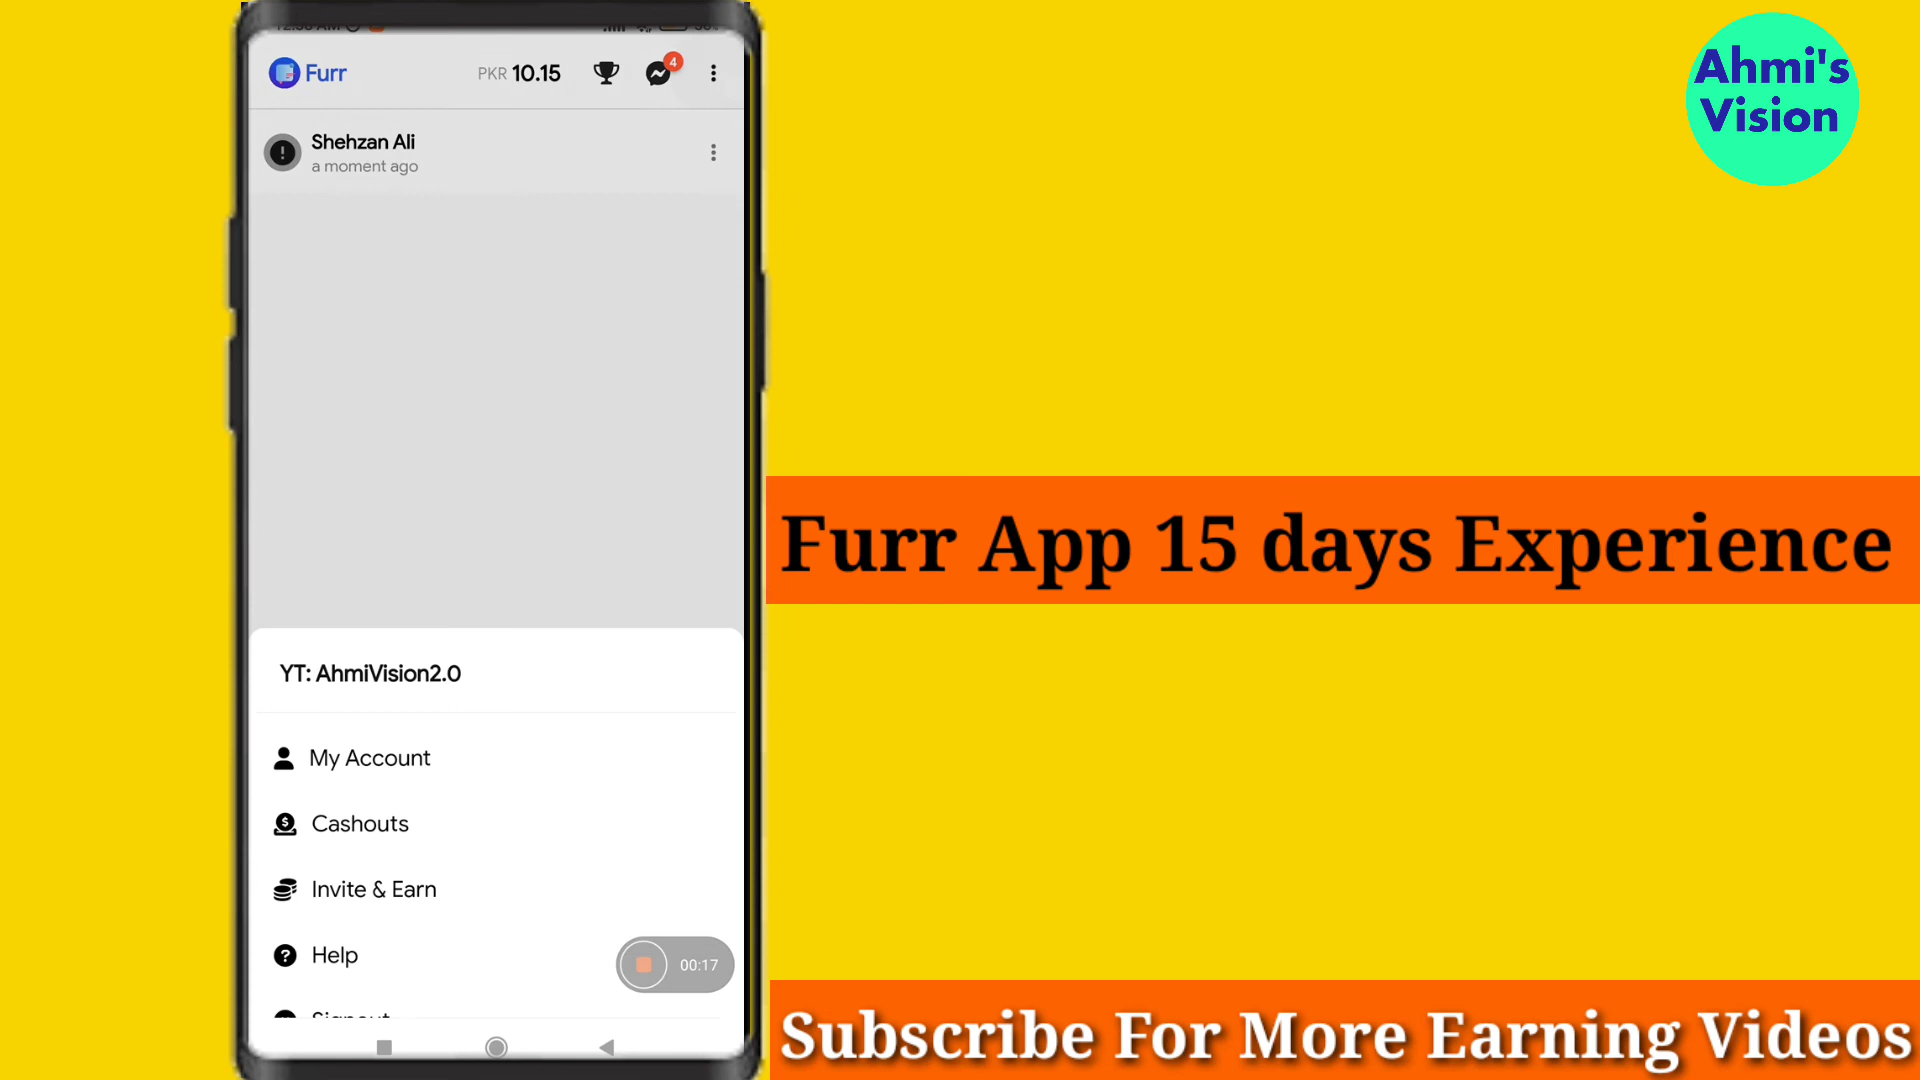 Furr
PKR 10.15
4
Shehzan Ali
a moment ago
YT: AhmiVision2.0
My Account
Cashouts
Invite & Earn
Help
00:17
Ahmi's
Vision
Furr App 15 days Experience
Subscribe For More Earning Videos